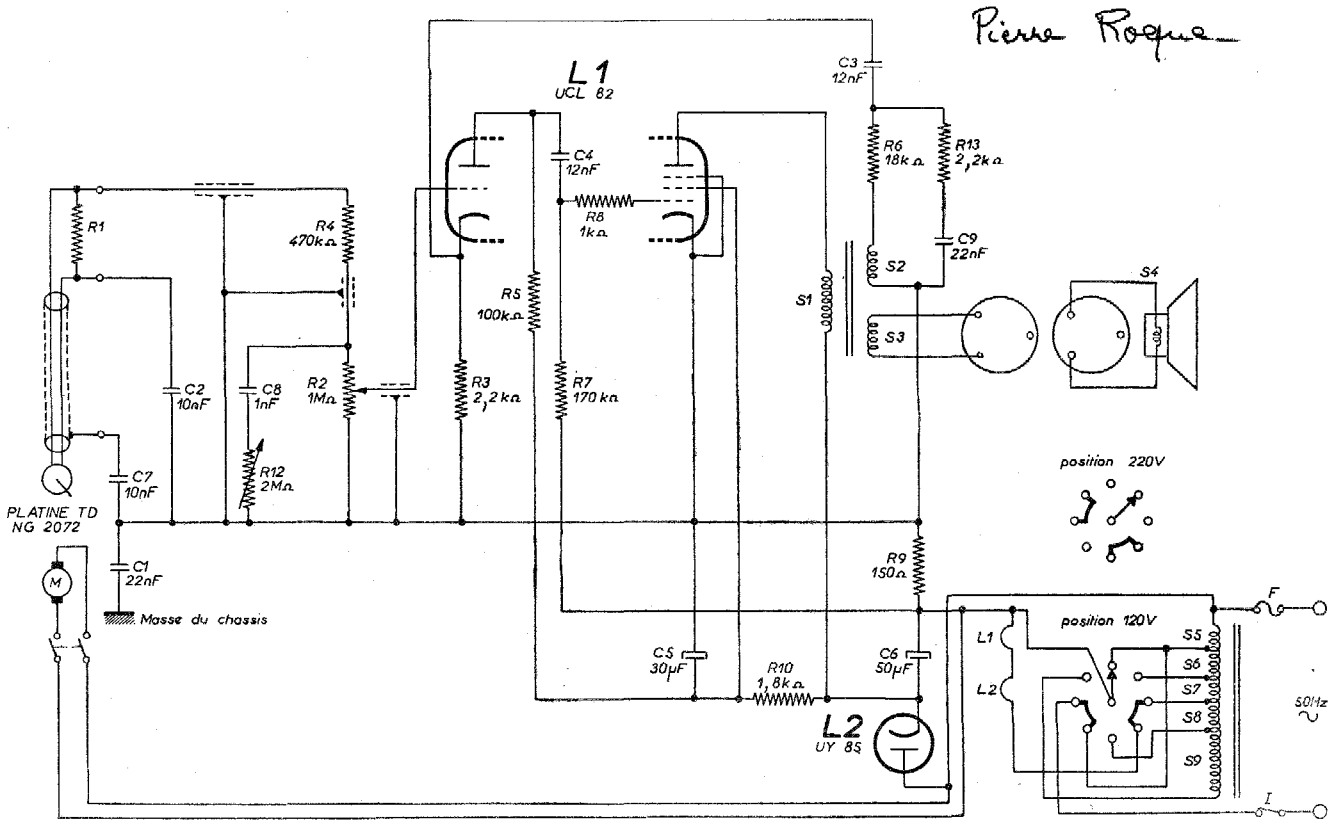 Pierre Roque
L1
UCL 82
C3
12nF
C4
12nF
R6
18kΩ
R13
2,2kΩ
R1
R4
470kΩ
R8
1kΩ
C9
22nF
S2
S4
R5
100kΩ
S1
S3
C2
10nF
C8
1nF
R2
1MΩ
R3
2,2kΩ
R7
170kΩ
position 220V
C7
10nF
R12
2MΩ
PLATINE TD
NG 2072
R9
150Ω
M
C1
22nF
Masse du chassis
F
position 120V
L1
S5
C5
30µF
R10
1,8kΩ
C6
50µF
S6
L2
S7
50Hz
~
S8
L2
UY 85
S9
I